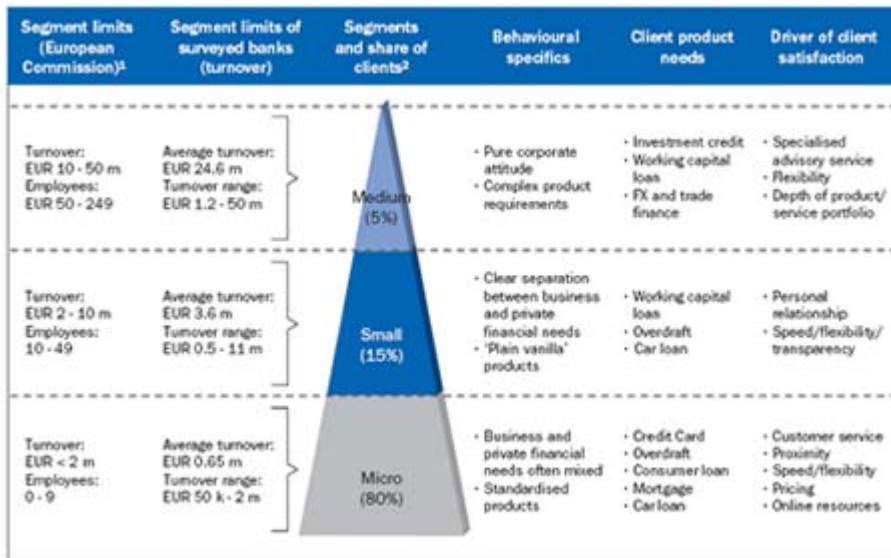 Segment limits
(European
Commission)¹
Segment limits of
surveyed banks
(turnover)
Segments
and share of
clients²
Behavioural
specifics
Client product
needs
Driver of client
satisfaction
Turnover:
EUR 10 - 50 m
Employees:
EUR 50 - 249
Average turnover:
EUR 24.6 m
Turnover range:
EUR 1.2 - 50 m
Medium
(5%)
• Pure corporate
attitude
• Complex product
requirements
• Investment credit
• Working capital
loan
• FX and trade
finance
• Specialised
advisory service
• Flexibility
• Depth of product/
service portfolio
Turnover:
EUR 2 - 10 m
Employees:
10 - 49
Average turnover:
EUR 3.6 m
Turnover range:
EUR 0.5 - 11 m
Small
(15%)
• Clear separation
between business
and private
financial needs
• 'Plain vanilla'
products
• Working capital
loan
• Overdraft
• Car loan
• Personal
relationship
• Speed/flexibility/
transparency
Turnover:
EUR < 2 m
Employees:
0 - 9
Average turnover:
EUR 0.65 m
Turnover range:
EUR 50 k - 2 m
Micro
(80%)
• Business and
private financial
needs often mixed
• Standardised
products
• Credit Card
• Overdraft
• Consumer loan
• Mortgage
• Car loan
• Customer service
• Proximity
• Speed/flexibility
• Pricing
• Online resources